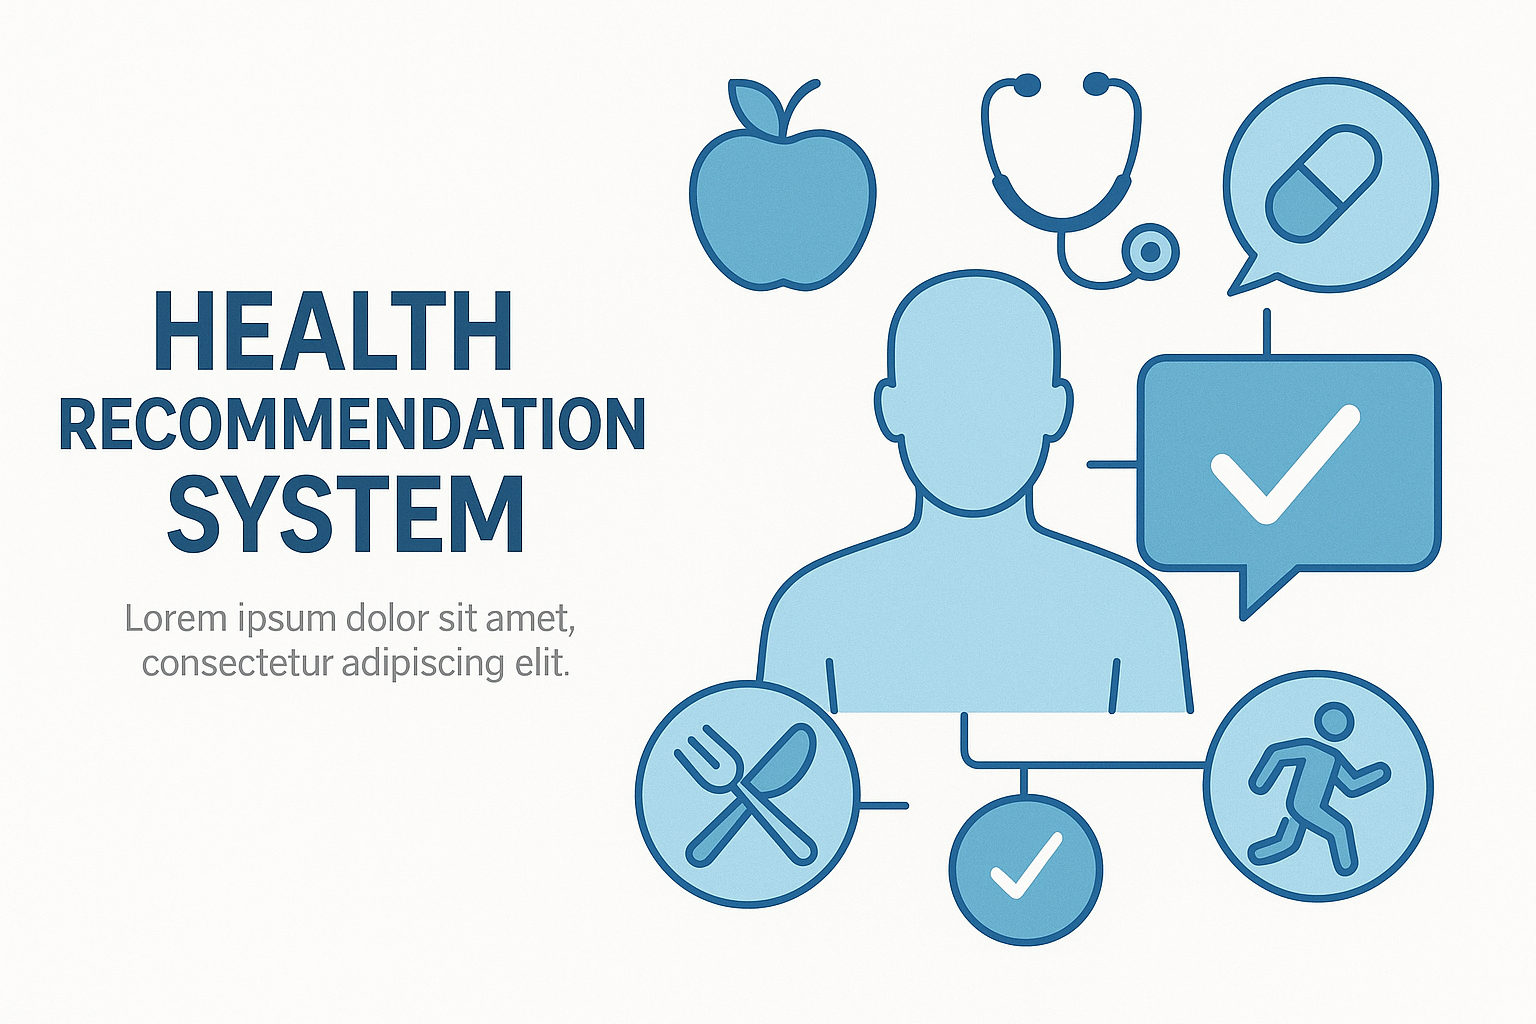 HEALTH
RECOMMENDATION
SYSTEM
Lorem ipsum dolor sit amet,
consectetur adipiscing elit.